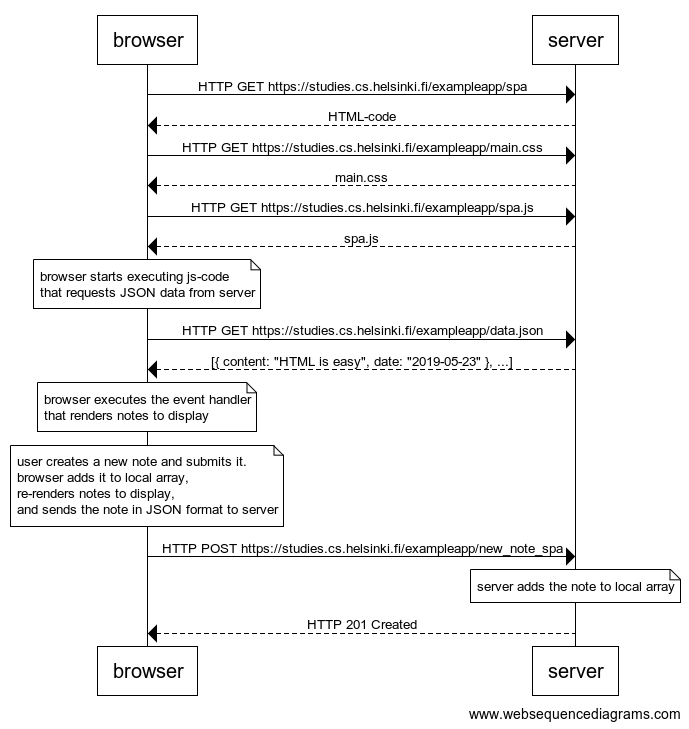 browser
server
HTTP GET https://studies.cs.helsinki.fi/exampleapp/spa
HTML-code
HTTP GET https://studies.cs.helsinki.fi/exampleapp/main.css
main.css
HTTP GET https://studies.cs.helsinki.fi/exampleapp/spa.js
spa.js
browser starts executing js-code
that requests JSON data from server
HTTP GET https://studies.cs.helsinki.fi/exampleapp/data.json
[{ content: "HTML is easy", date: "2019-05-23" }, ...]
browser executes the event handler
that renders notes to display
user creates a new note and submits it.
browser adds it to local array,
re-renders notes to display,
and sends the note in JSON format to server
HTTP POST https://studies.cs.helsinki.fi/exampleapp/new_note_spa
server adds the note to local array
HTTP 201 Created
browser
server
www.websequencediagrams.com